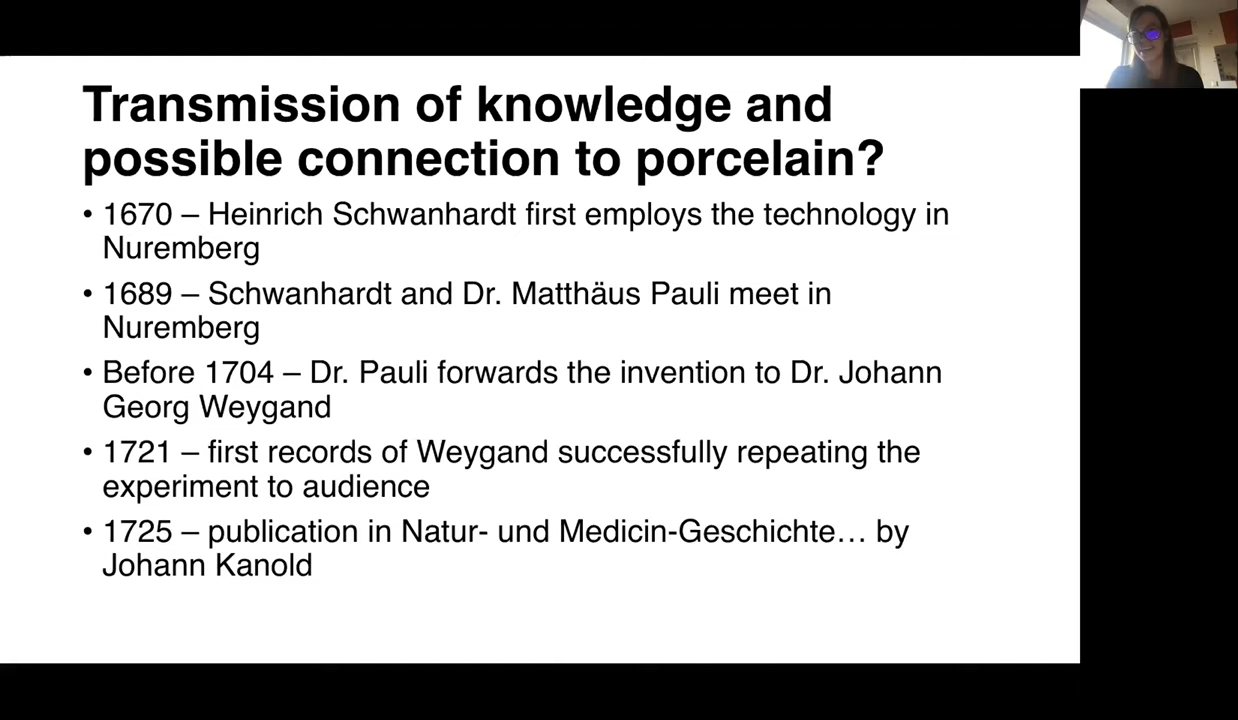 Transmission of knowledge and
possible connection to porcelain?
• 1670 – Heinrich Schwanhardt first employs the technology in
Nuremberg
• 1689 – Schwanhardt and Dr. Matthäus Pauli meet in
Nuremberg
• Before 1704 – Dr. Pauli forwards the invention to Dr. Johann
Georg Weygand
• 1721 – first records of Weygand successfully repeating the
experiment to audience
• 1725 – publication in Natur- und Medicin-Geschichte… by
Johann Kanold